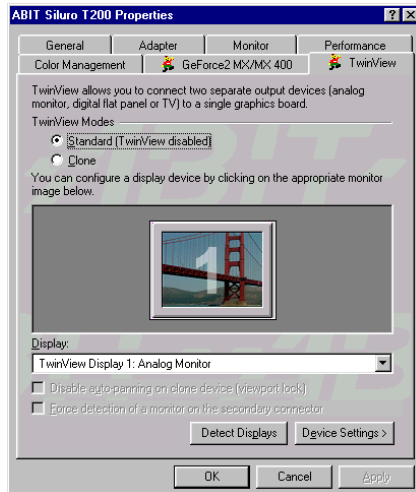 ABIT Siluro T200 Properties
General
Adapter
Monitor
Performance
Color Management
GeForce2 MX/MX 400
TwinView
TwinView allows you to connect two separate output devices (analog
monitor, digital flat panel or TV) to a single graphics board.
TwinView Modes
Standard (TwinView disabled)
Clone
You can configure a display device by clicking on the appropriate monitor
image below.
1
Display:
TwinView Display 1: Analog Monitor
Disable auto-panning on clone device (viewport lock)
Force detection of a monitor on the secondary connector
Detect Displays
Device Settings >
OK
Cancel
Apply